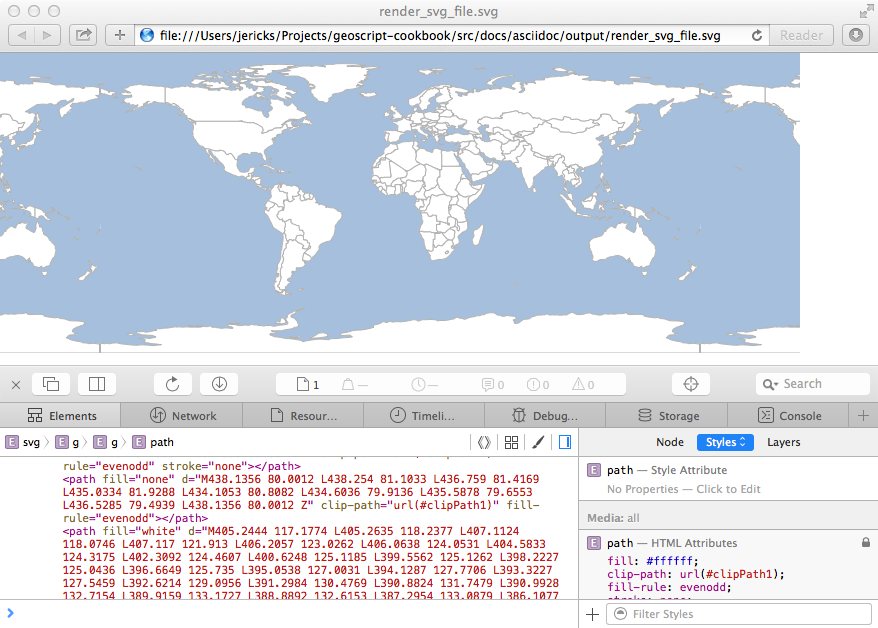 render_svg_file.svg
file:///Users/jericks/Projects/geoscript-cookbook/src/docs/asciidoc/output/render_svg_file.svg
Reader
1
—
—
0
0
0
Search
Elements
Network
Resour...
Timeli...
Debug...
Storage
Console
E svg
E g
E g
E path
Node
Styles
Layers
rule="evenodd" stroke="none"></path>
<path fill="none" d="M438.1356 80.0012 L438.254 81.1033 L436.759 81.4169
L435.0334 81.9288 L434.1053 80.8082 L434.6036 79.9136 L435.5878 79.6553
L436.5285 79.4939 L438.1356 80.0012 Z" clip-path="url(#clipPath1)" fill-
rule="evenodd"></path>
<path fill="white" d="M405.2444 117.1774 L405.2635 118.2377 L407.1124
118.0746 L407.117 121.913 L406.2057 123.0262 L406.0638 124.0531 L404.5833
124.3175 L402.3092 124.4607 L400.6248 125.1185 L399.5562 125.1262 L398.2227
125.0436 L396.6649 125.735 L395.0538 127.0031 L394.1287 127.7706 L393.3227
127.5459 L392.6214 129.0956 L391.2984 130.4769 L390.8824 131.7479 L390.9928
132.7154 L389.9159 133.1727 L388.8892 132.6153 L387.2954 133.0879 L386.1077
E path — Style Attribute
No Properties — Click to Edit
Media: all
E path — HTML Attributes
fill: #ffffff;
clip-path: url(#clipPath1);
fill-rule: evenodd;
Filter Styles